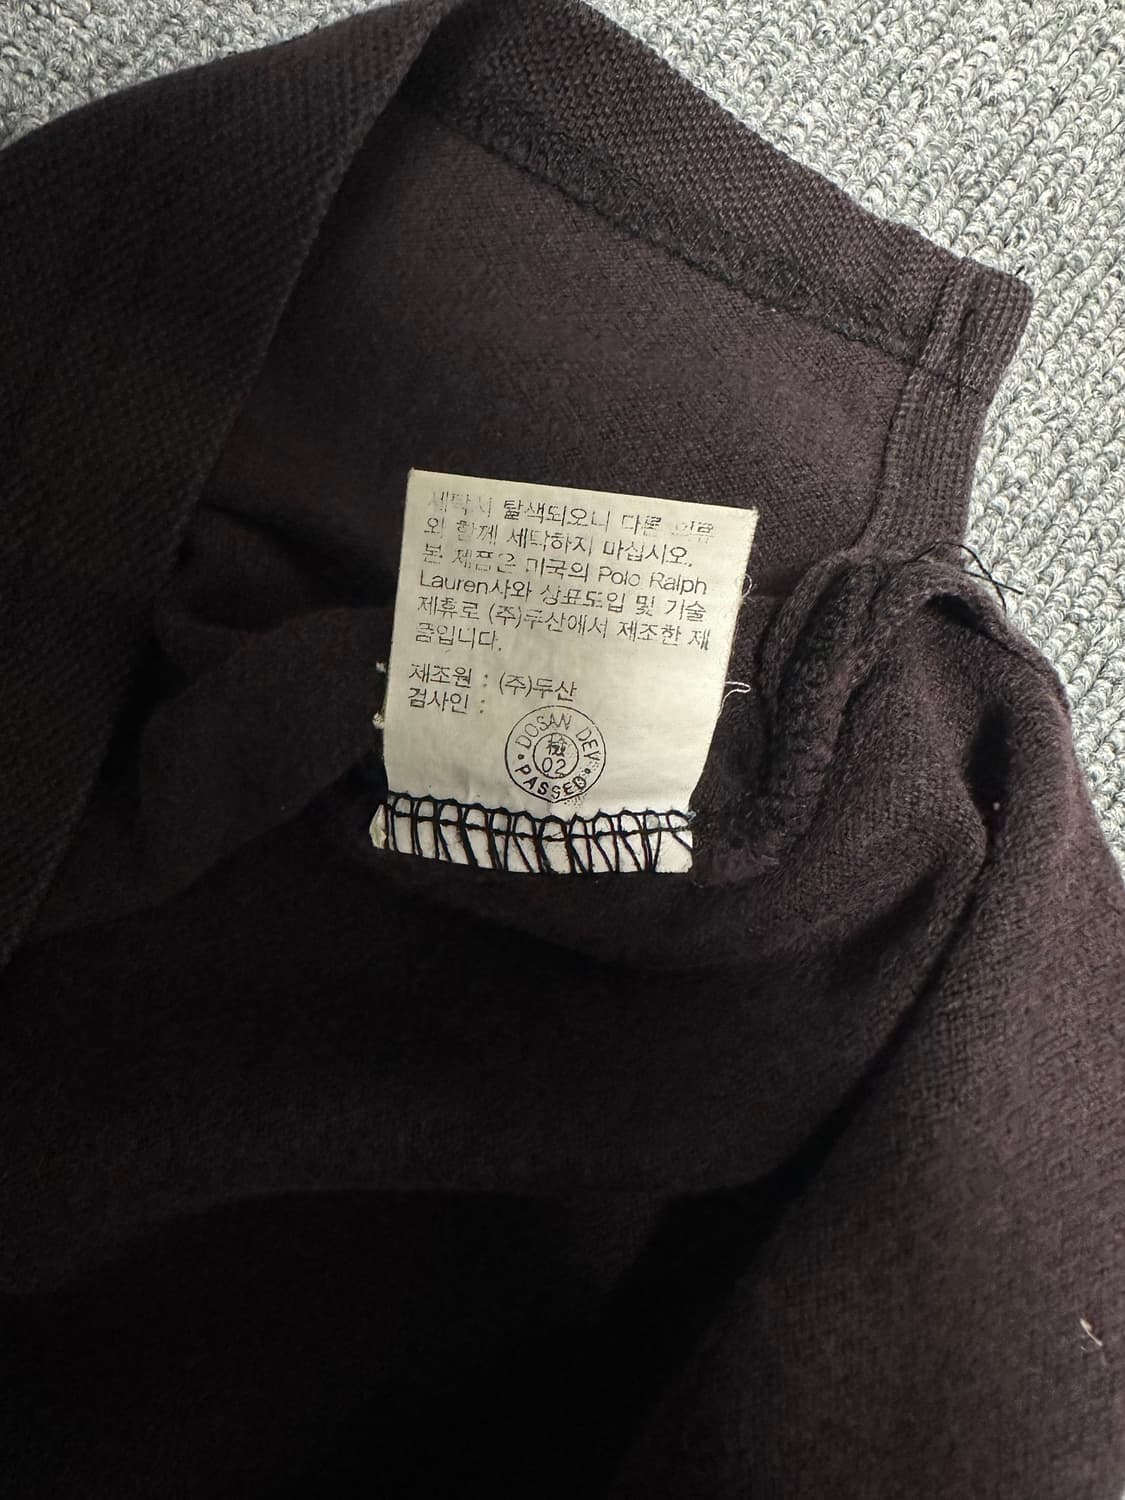 세탁시 탈색되오니 다른 의류
와 함께 세탁하지 마십시오.
본 제품은 미국의 Polo Ralph
Lauren사와 상표도입 및 기술
제휴로 (주)두산에서 제조한 제
품입니다.
제조원 : (주)두산
검사인 :
DOSAN DEV
檢
02
PASSED